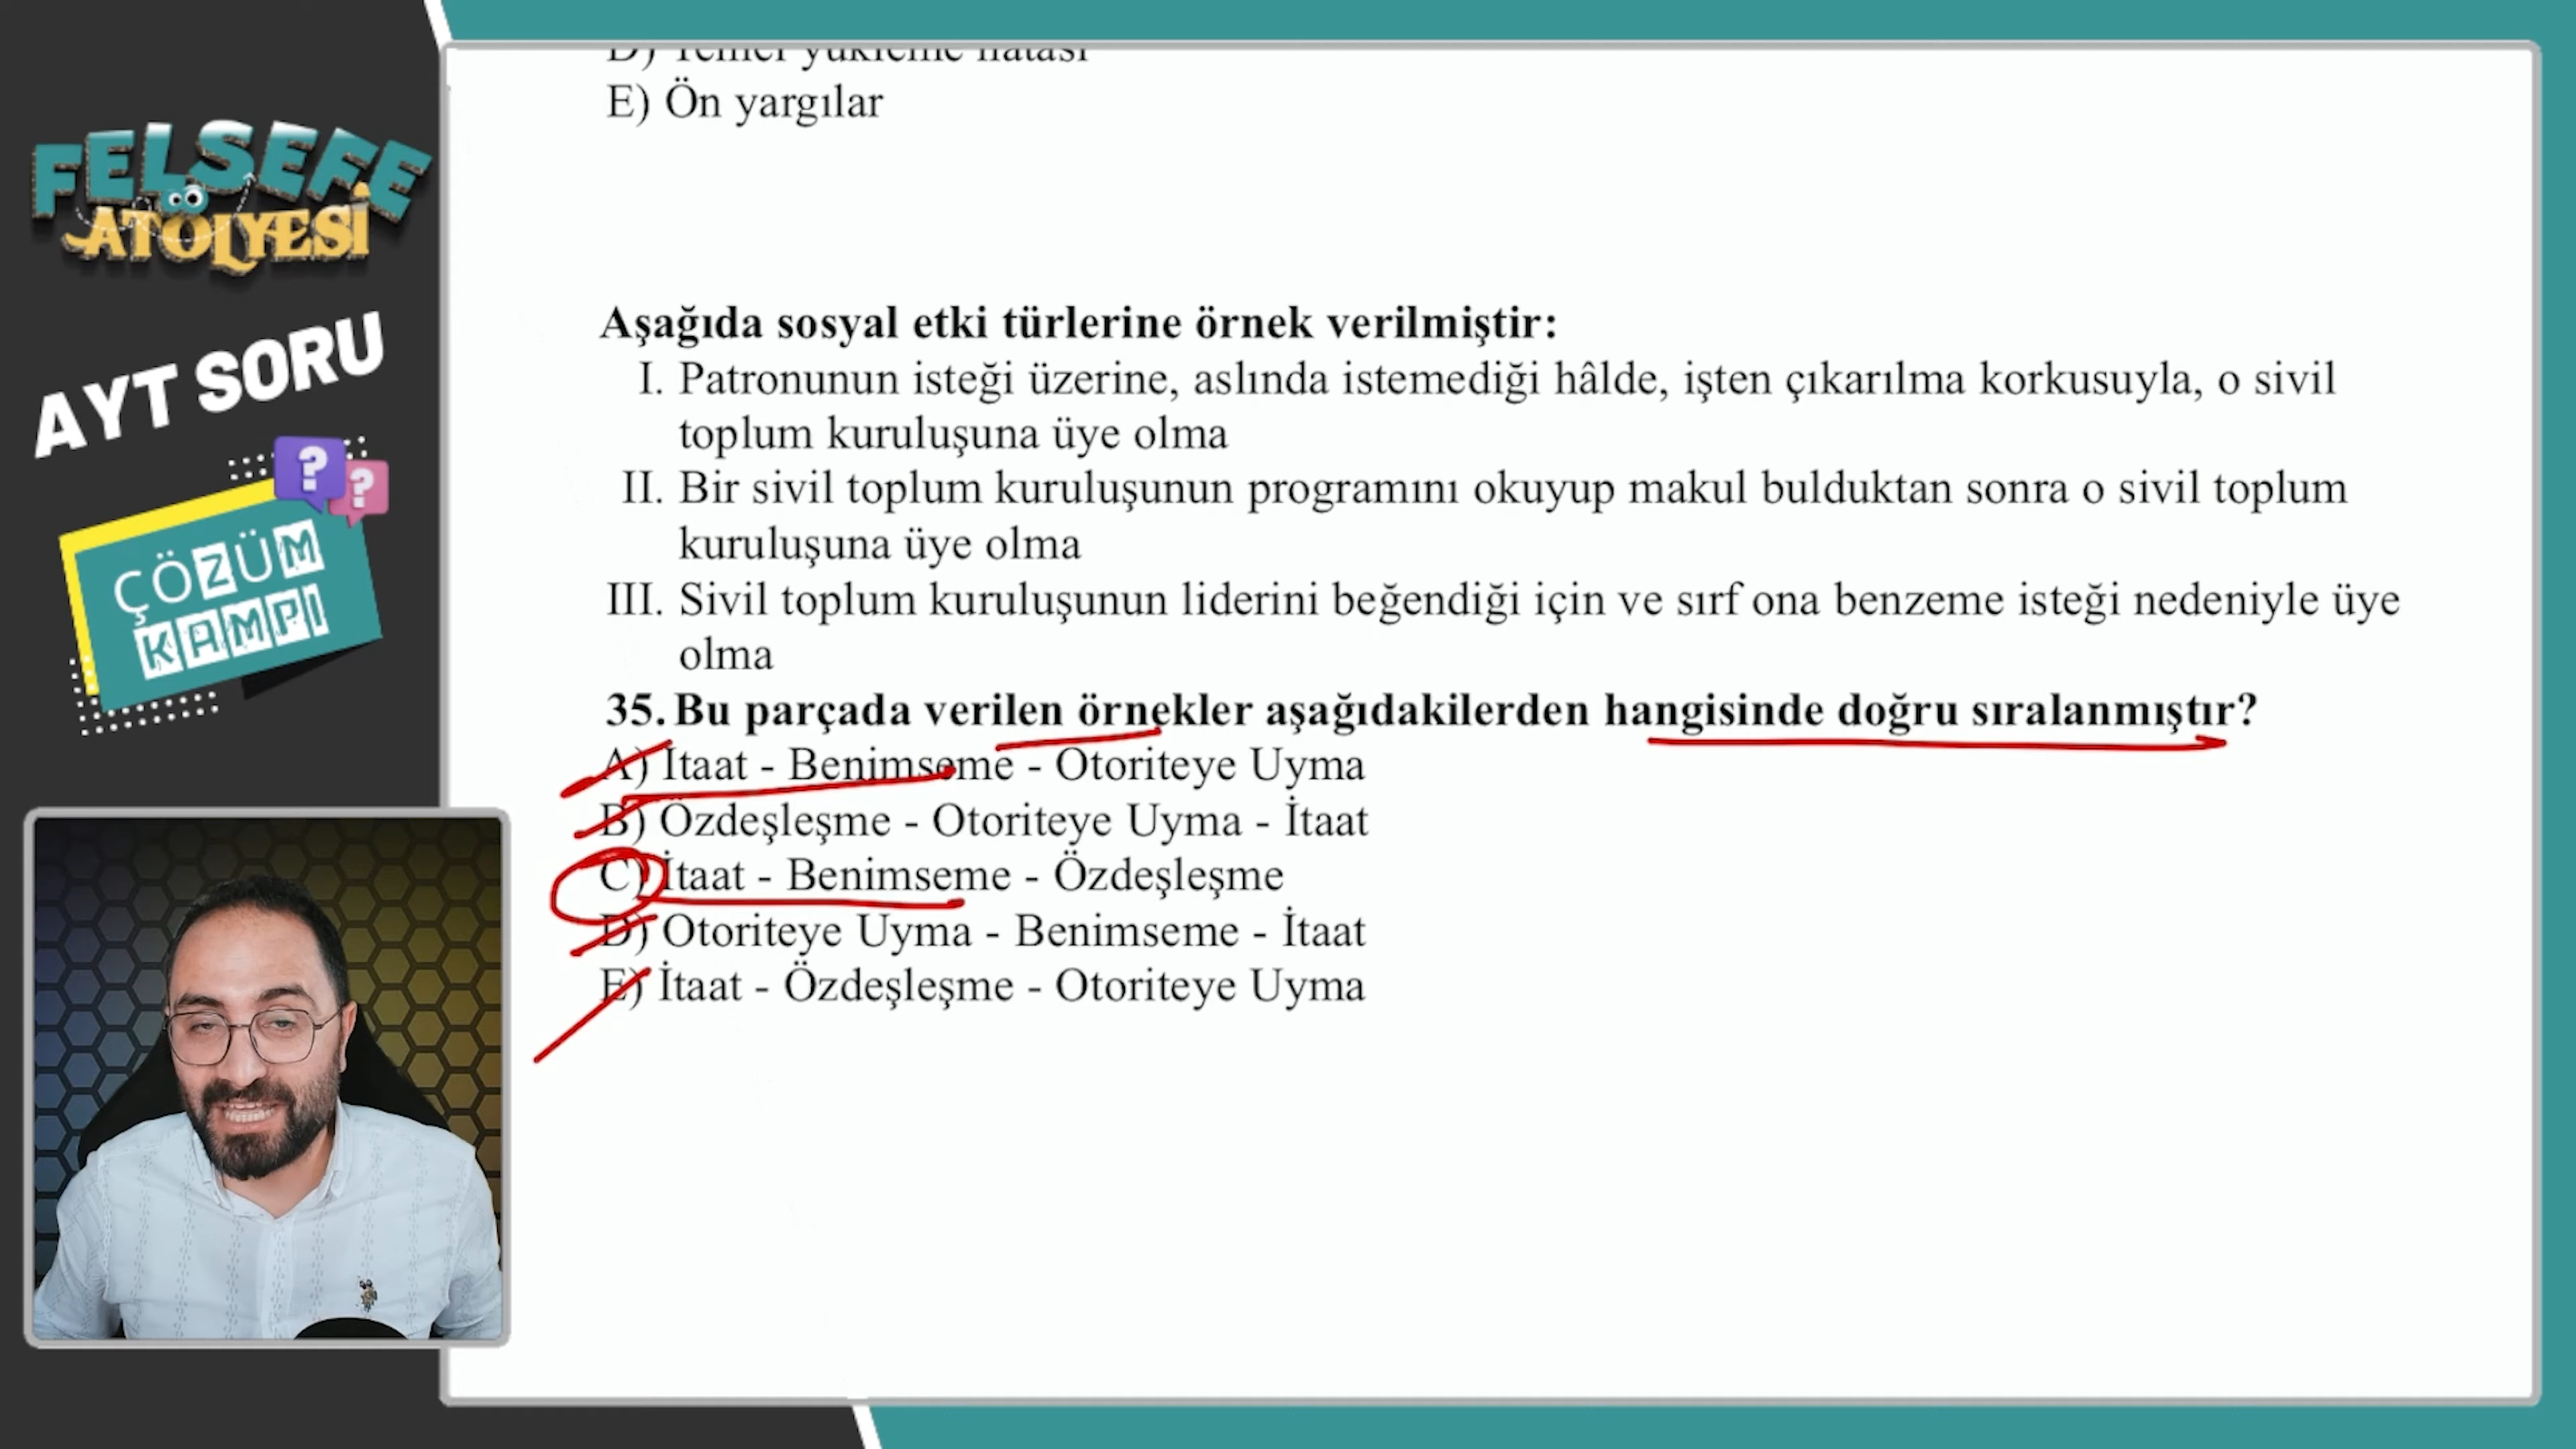 FELSEFE
ATÖLYESİ
AYT SORU
? ?
ÇÖZÜM
KAMPI
D) Temel yükleme hatası
E) Ön yargılar
Aşağıda sosyal etki türlerine örnek verilmiştir:
I. Patronunun isteği üzerine, aslında istemediği hâlde, işten çıkarılma korkusuyla, o sivil
toplum kuruluşuna üye olma
II. Bir sivil toplum kuruluşunun programını okuyup makul bulduktan sonra o sivil toplum
kuruluşuna üye olma
III. Sivil toplum kuruluşunun liderini beğendiği için ve sırf ona benzeme isteği nedeniyle üye
olma
35. Bu parçada verilen örnekler aşağıdakilerden hangisinde doğru sıralanmıştır?
A) İtaat - Benimseme - Otoriteye Uyma
B) Özdeşleşme - Otoriteye Uyma - İtaat
C) İtaat - Benimseme - Özdeşleşme
D) Otoriteye Uyma - Benimseme - İtaat
E) İtaat - Özdeşleşme - Otoriteye Uyma